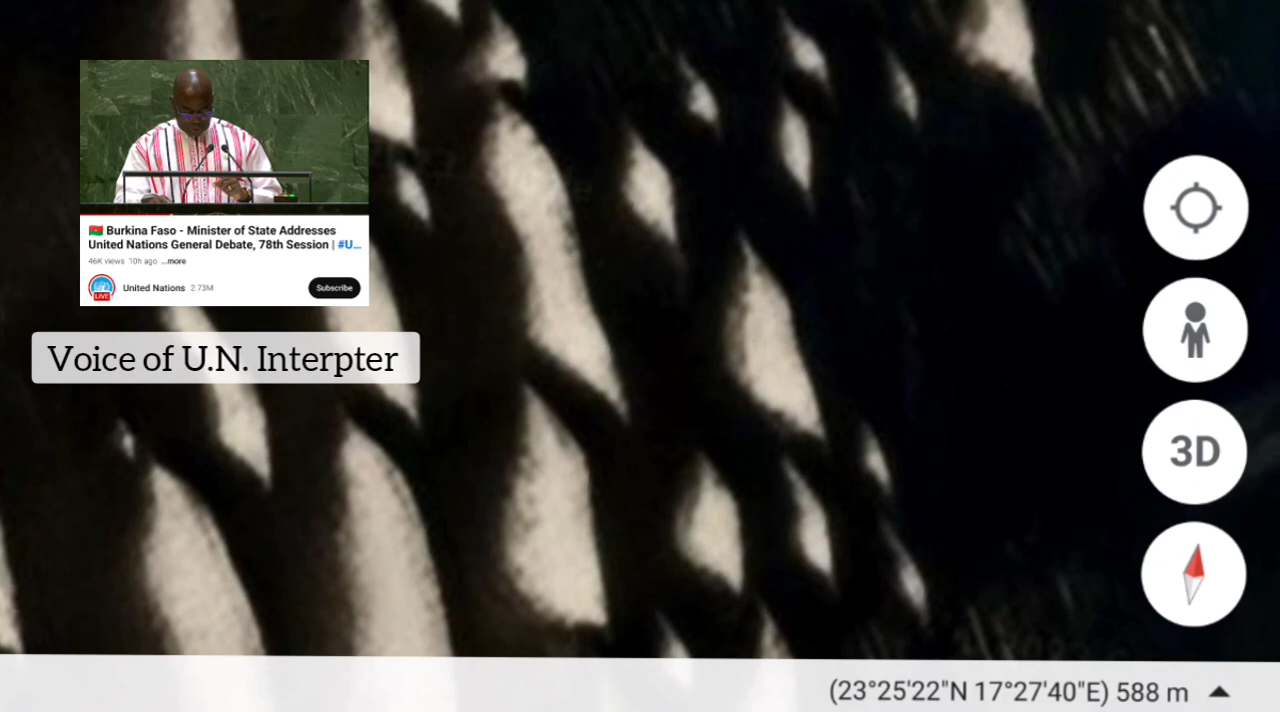 🇧🇫 Burkina Faso - Minister of State Addresses
United Nations General Debate, 78th Session | #U...
46K views 10h ago ...more
LIVE
United Nations 2.73M
Subscribe
Voice of U.N. Interpter
3D
(23°25'22"N 17°27'40"E) 588 m